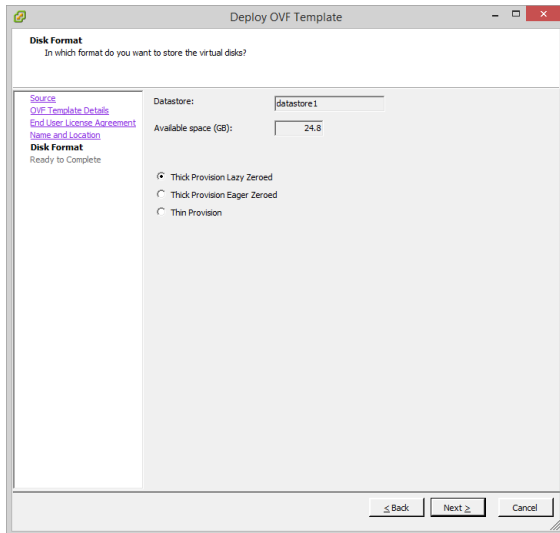 Deploy OVF Template
Disk Format
In which format do you want to store the virtual disks?
Source
OVF Template Details
End User License Agreement
Name and Location
Disk Format
Ready to Complete
Datastore: datastore1
Available space (GB): 24.8
Thick Provision Lazy Zeroed
Thick Provision Eager Zeroed
Thin Provision
≤ Back Next ≥ Cancel